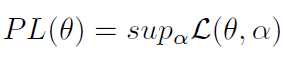 PL(θ) = sup_α 𝓛(θ, α)